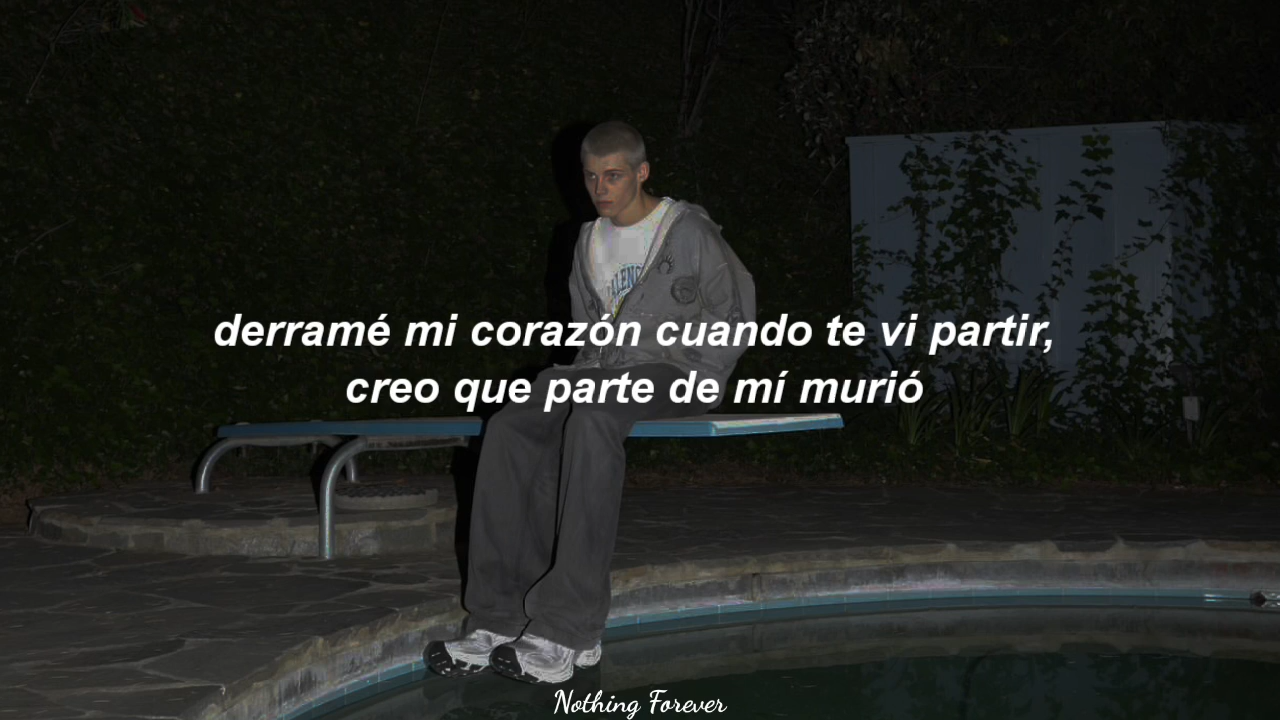 derramé mi corazón cuando te vi partir,
creo que parte de mí murió
Nothing Forever